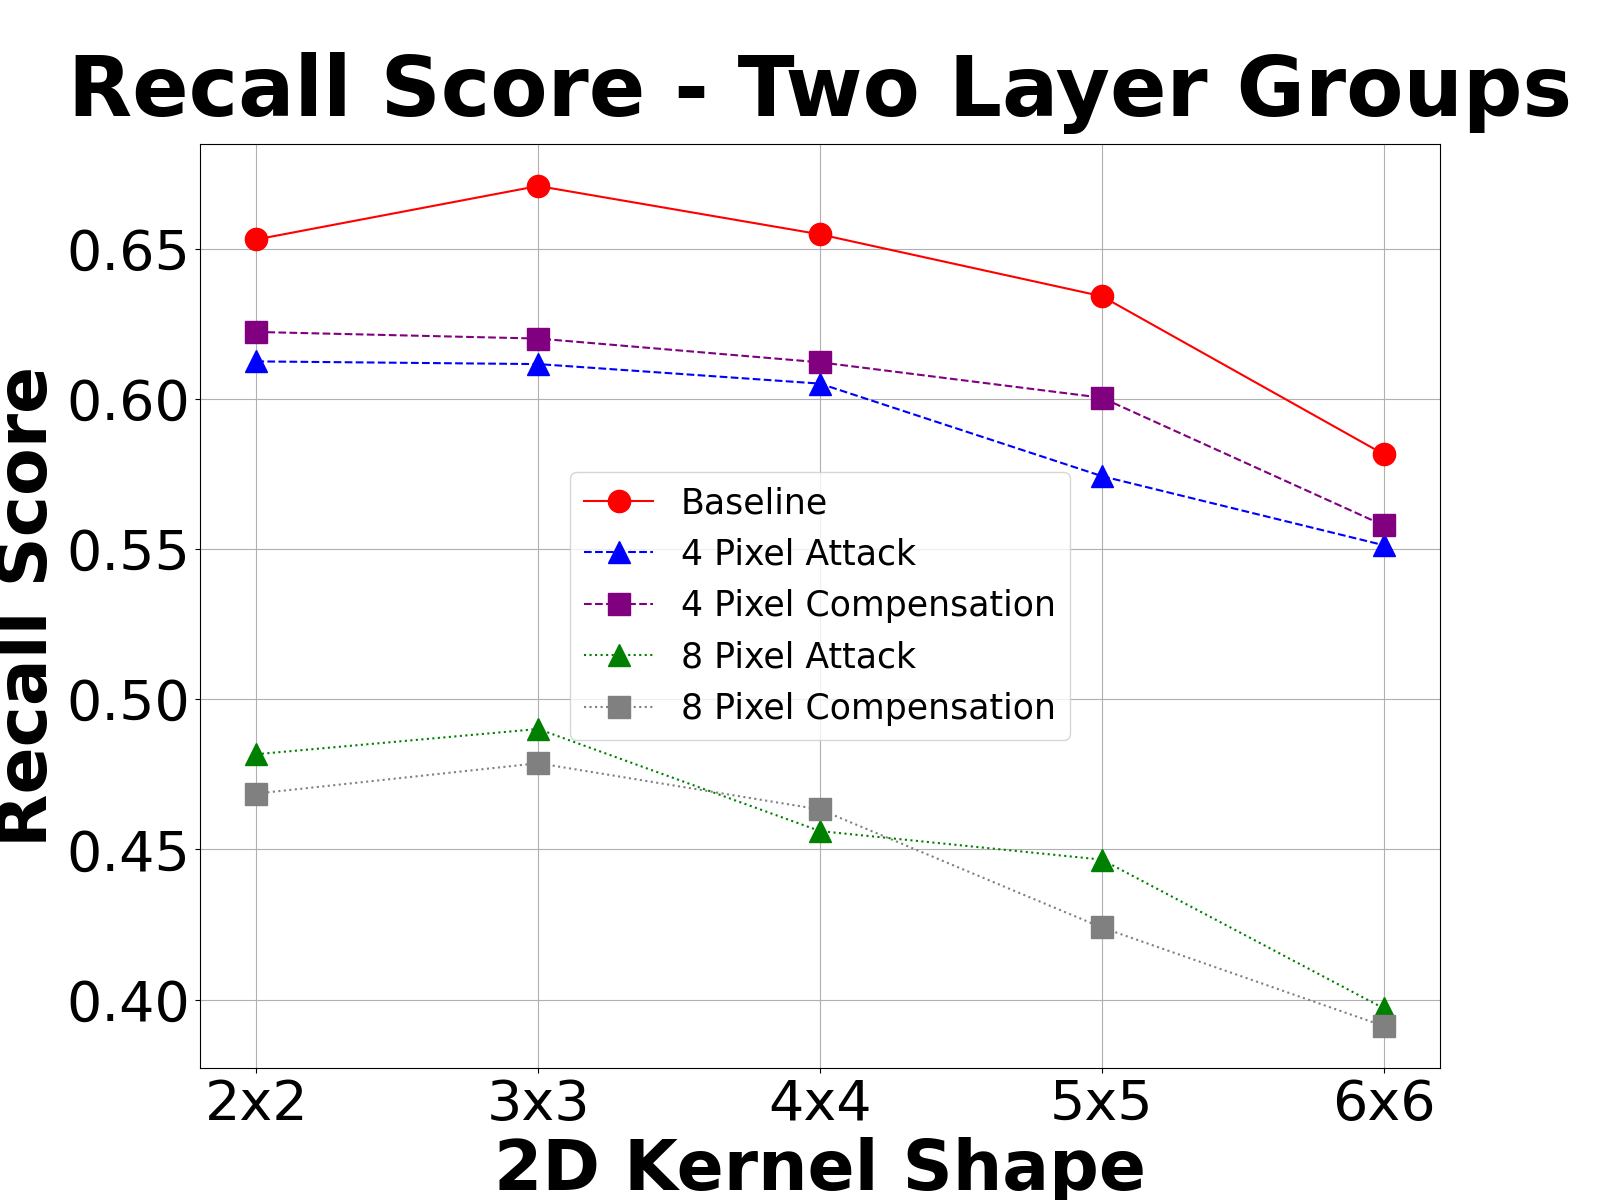 Recall Score - Two Layer Groups
Recall Score
0.65
0.60
0.55
0.50
0.45
0.40
Baseline
4 Pixel Attack
4 Pixel Compensation
8 Pixel Attack
8 Pixel Compensation
2x2 3x3 4x4 5x5 6x6
2D Kernel Shape